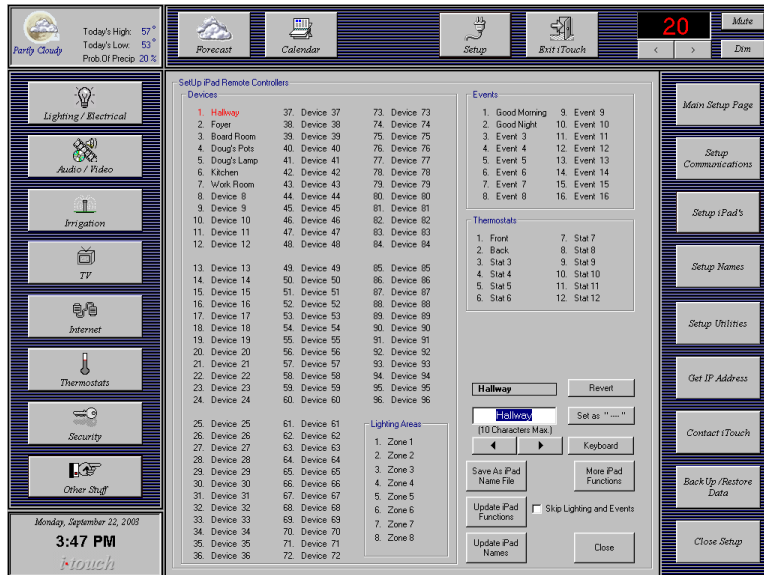 Partly Cloudy
Today's High: 57°
Today's Low: 53°
Prob.Of Precip 20 %
Forecast
Calendar
Setup
Exit iTouch
20
< >
Mute
Dim
Lighting / Electrical
Audio / Video
Irrigation
TV
Internet
Thermostats
Security
Other Stuff
Monday, September 22, 2003
3:47 PM
i·touch
SetUp iPad Remote Controllers
Devices
1. Hallway 37. Device 37 73. Device 73
2. Foyer 38. Device 38 74. Device 74
3. Board Room 39. Device 39 75. Device 75
4. Doug's Pots 40. Device 40 76. Device 76
5. Doug's Lamp 41. Device 41 77. Device 77
6. Kitchen 42. Device 42 78. Device 78
7. Work Room 43. Device 43 79. Device 79
8. Device 8 44. Device 44 80. Device 80
9. Device 9 45. Device 45 81. Device 81
10. Device 10 46. Device 46 82. Device 82
11. Device 11 47. Device 47 83. Device 83
12. Device 12 48. Device 48 84. Device 84
13. Device 13 49. Device 49 85. Device 85
14. Device 14 50. Device 50 86. Device 86
15. Device 15 51. Device 51 87. Device 87
16. Device 16 52. Device 52 88. Device 88
17. Device 17 53. Device 53 89. Device 89
18. Device 18 54. Device 54 90. Device 90
19. Device 19 55. Device 55 91. Device 91
20. Device 20 56. Device 56 92. Device 92
21. Device 21 57. Device 57 93. Device 93
22. Device 22 58. Device 58 94. Device 94
23. Device 23 59. Device 59 95. Device 95
24. Device 24 60. Device 60 96. Device 96
25. Device 25 61. Device 61
26. Device 26 62. Device 62
27. Device 27 63. Device 63
28. Device 28 64. Device 64
29. Device 29 65. Device 65
30. Device 30 66. Device 66
31. Device 31 67. Device 67
32. Device 32 68. Device 68
33. Device 33 69. Device 69
34. Device 34 70. Device 70
35. Device 35 71. Device 71
36. Device 36 72. Device 72
Lighting Areas
1. Zone 1
2. Zone 2
3. Zone 3
4. Zone 4
5. Zone 5
6. Zone 6
7. Zone 7
8. Zone 8
Events
1. Good Morning 9. Event 9
2. Good Night 10. Event 10
3. Event 3 11. Event 11
4. Event 4 12. Event 12
5. Event 5 13. Event 13
6. Event 6 14. Event 14
7. Event 7 15. Event 15
8. Event 8 16. Event 16
Thermostats
1. Front 7. Stat 7
2. Back 8. Stat 8
3. Stat 3 9. Stat 9
4. Stat 4 10. Stat 10
5. Stat 5 11. Stat 11
6. Stat 6 12. Stat 12
Hallway
Revert
Hallway
Set as "----"
(10 Characters Max.)
Keyboard
Save As iPad
Name File
More iPad
Functions
Update iPad
Functions
Skip Lighting and Events
Update iPad
Names
Close
Main Setup Page
Setup
Communications
Setup iPad's
Setup Names
Setup Utilities
Get IP Address
Contact iTouch
BackUp /Restore
Data
Close Setup